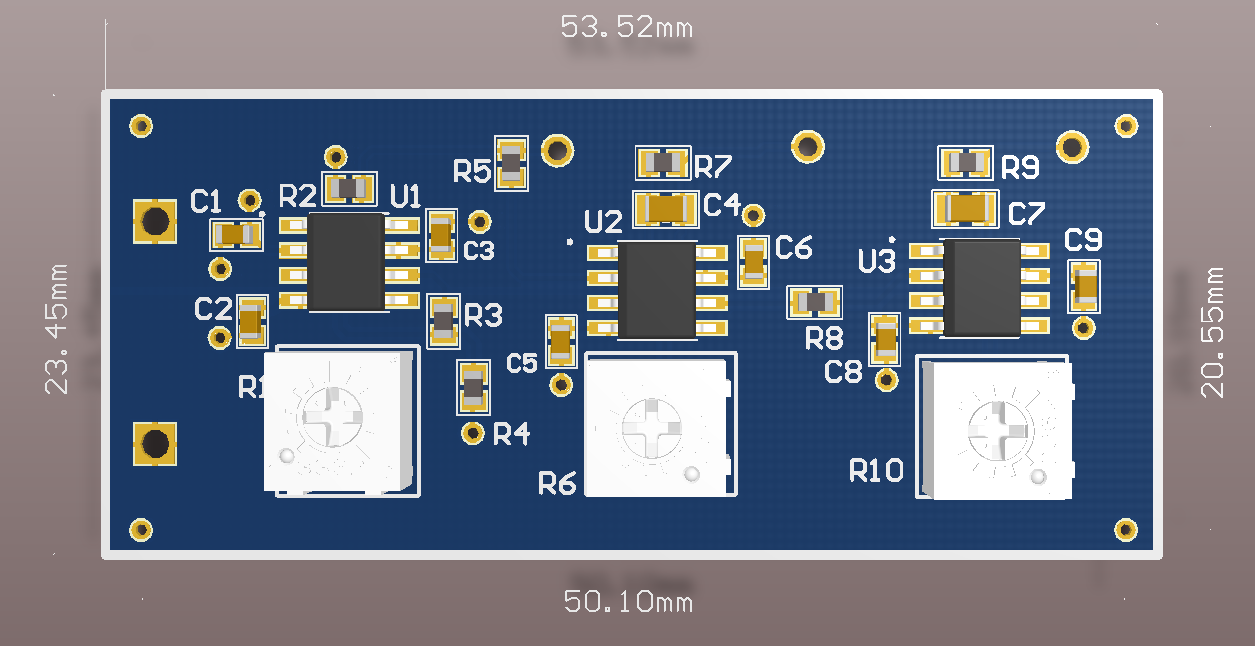 53.52mm
R5
R7
R9
C1
R2
U1
C4
C7
U2
C3
C6
U3
C9
C2
R3
R8
C5
C8
R1
R4
R6
R10
23.45mm
20.55mm
50.10mm